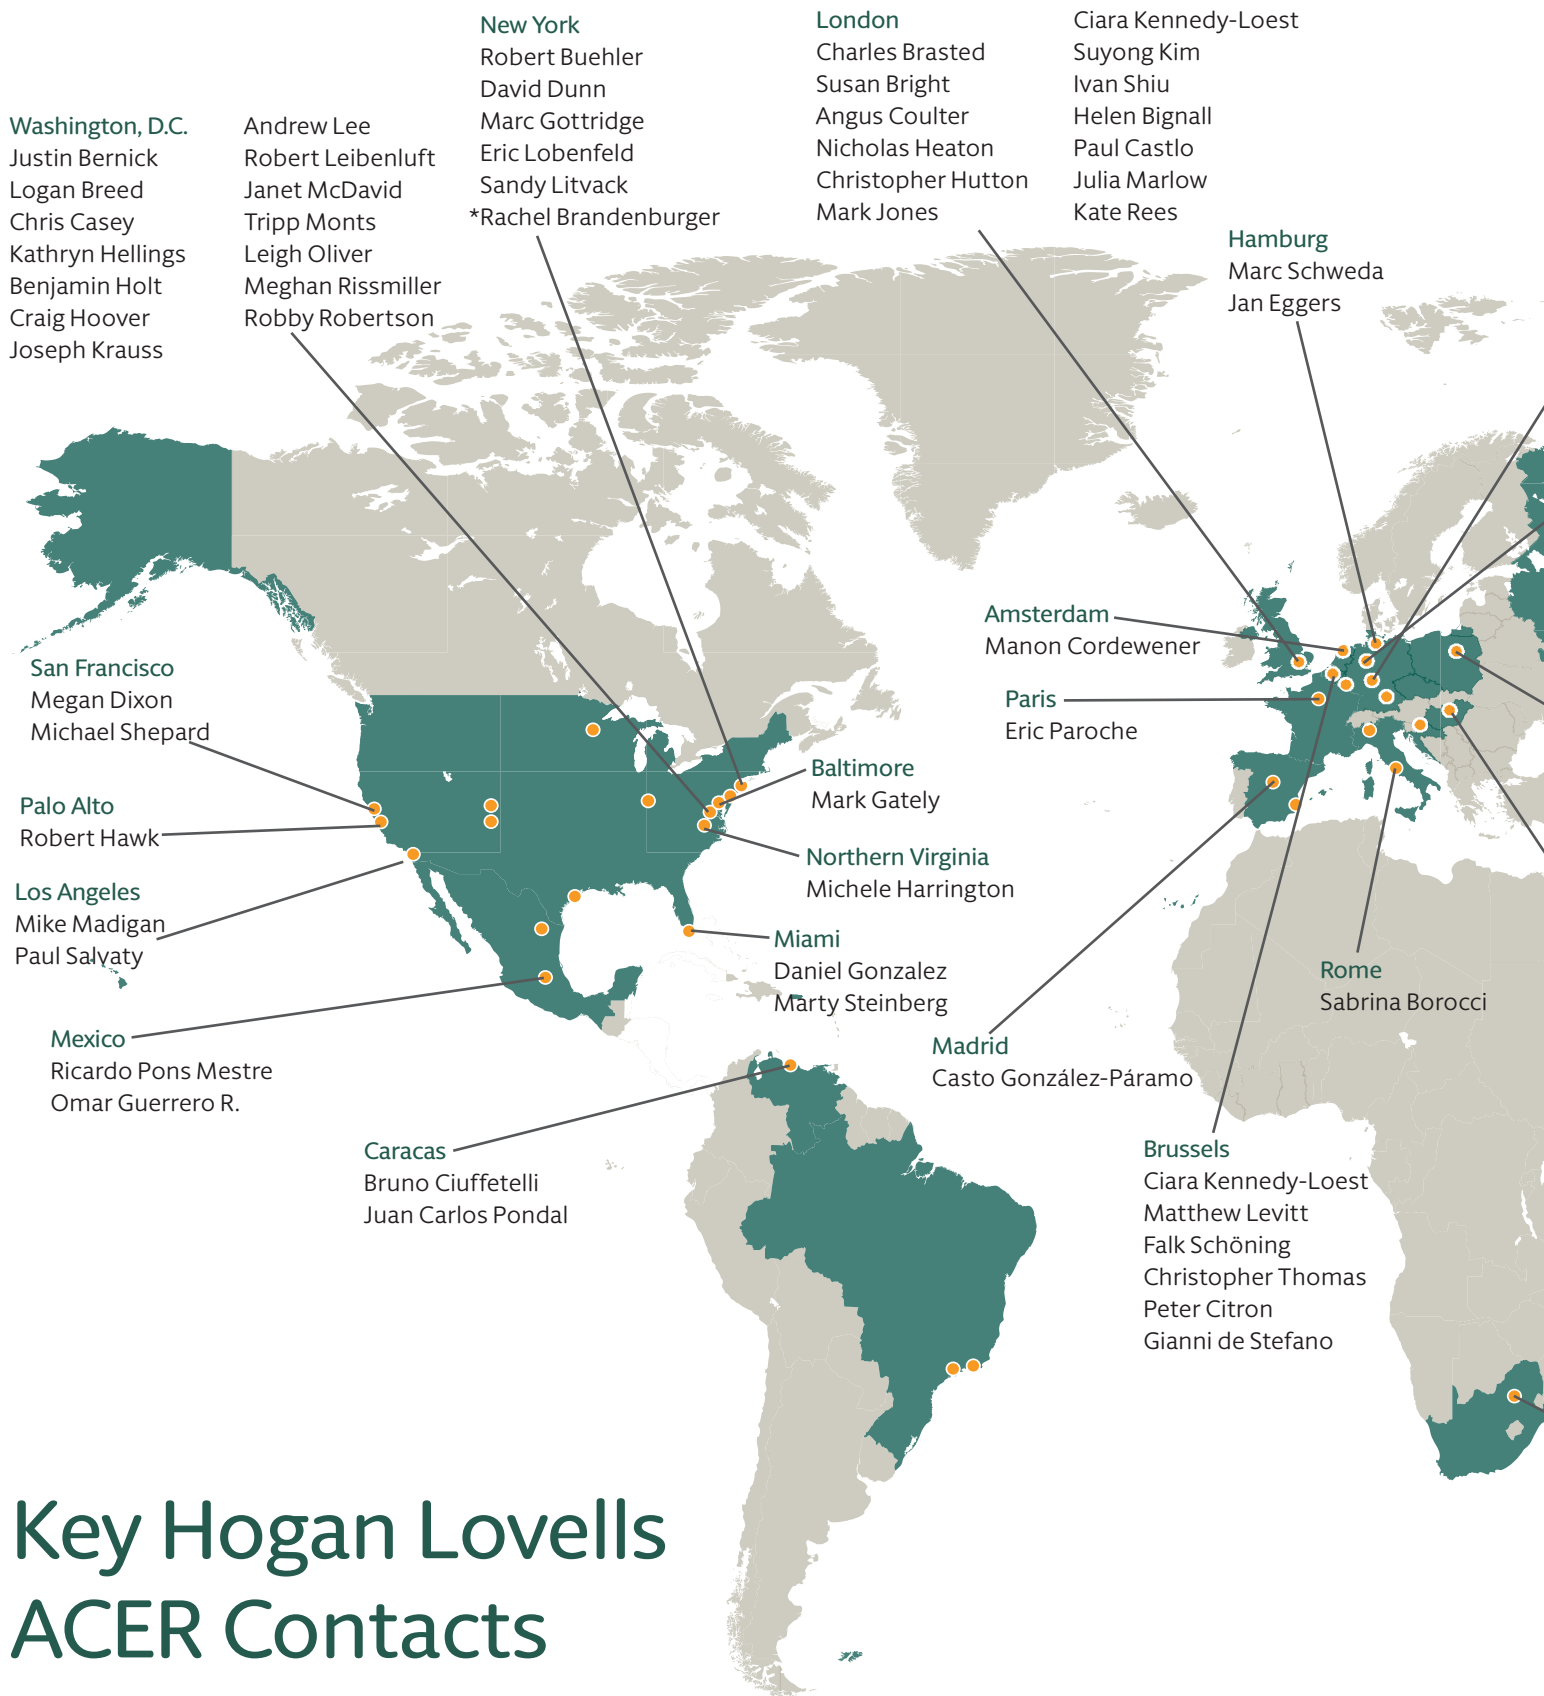 New York
Robert Buehler
David Dunn
Marc Gottridge
Eric Lobenfeld
Sandy Litvack
*Rachel Brandenburger
London
Charles Brasted
Susan Bright
Angus Coulter
Nicholas Heaton
Christopher Hutton
Mark Jones
Ciara Kennedy-Loest
Suyong Kim
Ivan Shiu
Helen Bignall
Paul Castlo
Julia Marlow
Kate Rees
Washington, D.C.
Justin Bernick
Logan Breed
Chris Casey
Kathryn Hellings
Benjamin Holt
Craig Hoover
Joseph Krauss
Andrew Lee
Robert Leibenluft
Janet McDavid
Tripp Monts
Leigh Oliver
Meghan Rissmiller
Robby Robertson
Hamburg
Marc Schweda
Jan Eggers
Amsterdam
Manon Cordewener
San Francisco
Megan Dixon
Michael Shepard
Paris
Eric Paroche
Baltimore
Mark Gately
Palo Alto
Robert Hawk
Northern Virginia
Michele Harrington
Los Angeles
Mike Madigan
Paul Salvaty
Miami
Daniel Gonzalez
Marty Steinberg
Rome
Sabrina Borocci
Mexico
Ricardo Pons Mestre
Omar Guerrero R.
Madrid
Casto González-Páramo
Caracas
Bruno Ciuffetelli
Juan Carlos Pondal
Brussels
Ciara Kennedy-Loest
Matthew Levitt
Falk Schöning
Christopher Thomas
Peter Citron
Gianni de Stefano
Key Hogan Lovells
ACER Contacts